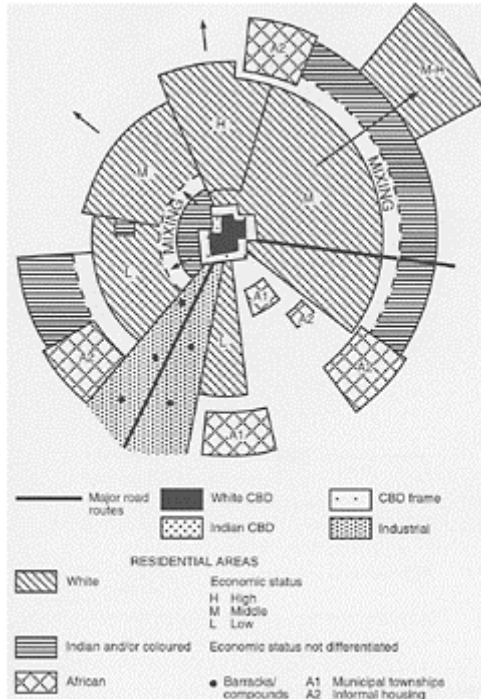 A2
M-H
H
M
M
MIXING
MIXING
L
A1
A2
L
A2
A2
A1
Major road
routes
White CBD
CBD frame
Indian CBD
Industrial
RESIDENTIAL AREAS
White
Economic status
H High
M Middle
L Low
Indian and/or coloured Economic status not differentiated
African
Barracks/
compounds
A1 Municipal townships
A2 Informal housing